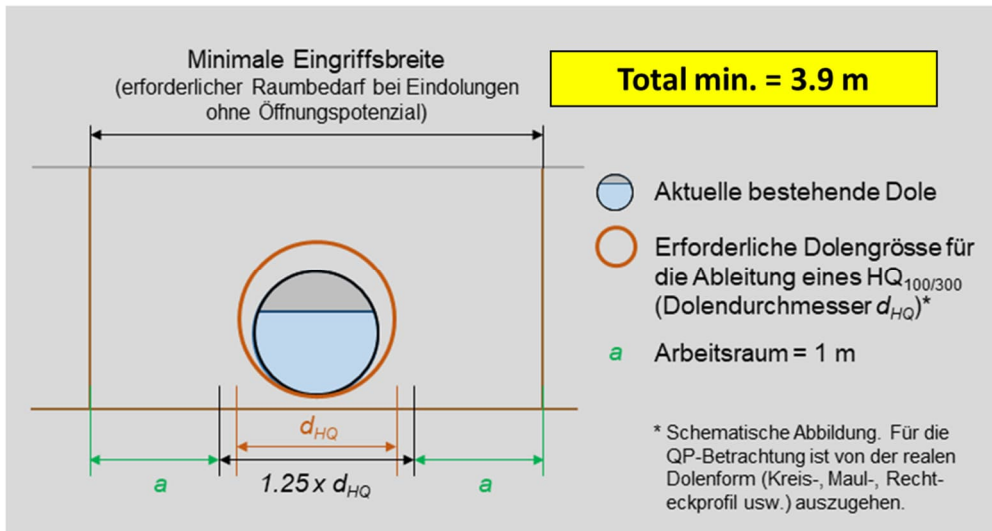 Minimale Eingriffsbreite
(erforderlicher Raumbedarf bei Eindolungen
ohne Öffnungspotenzial)
Total min. = 3.9 m
Aktuelle bestehende Dole
Erforderliche Dolengrösse für
die Ableitung eines HQ100/300
(Dolendurchmesser dHQ)*
a Arbeitsraum = 1 m
dHQ
a
1.25 x dHQ
a
* Schematische Abbildung. Für die
QP-Betrachtung ist von der realen
Dolenform (Kreis-, Maul-, Recht-
eckprofil usw.) auszugehen.